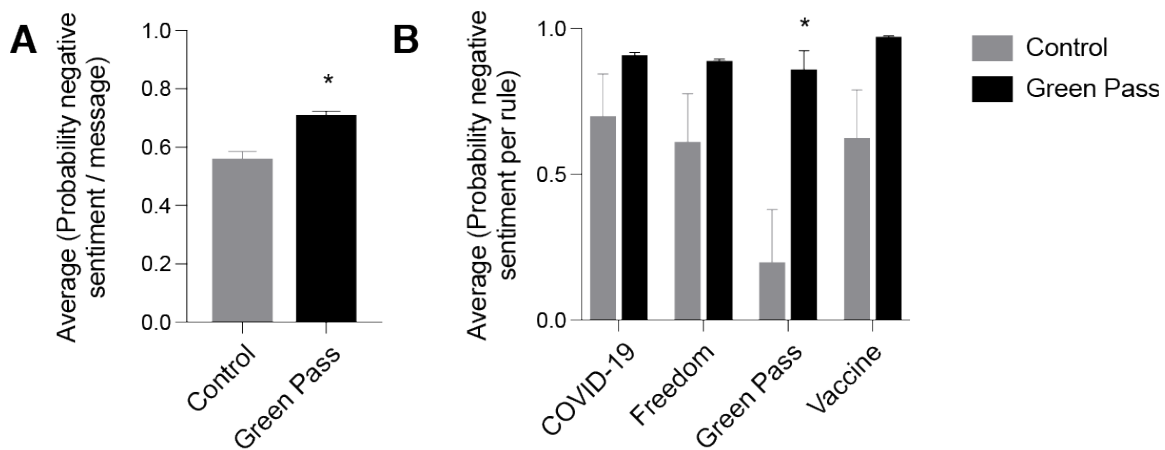 A
Average (Probability negative
sentiment / message)
1.0
0.8
0.6
0.4
0.2
0.0
*
Control
Green Pass
B
Average (Probability negative
sentiment per rule)
1.0
0.5
0.0
*
COVID-19
Freedom
Green Pass
Vaccine
Control
Green Pass